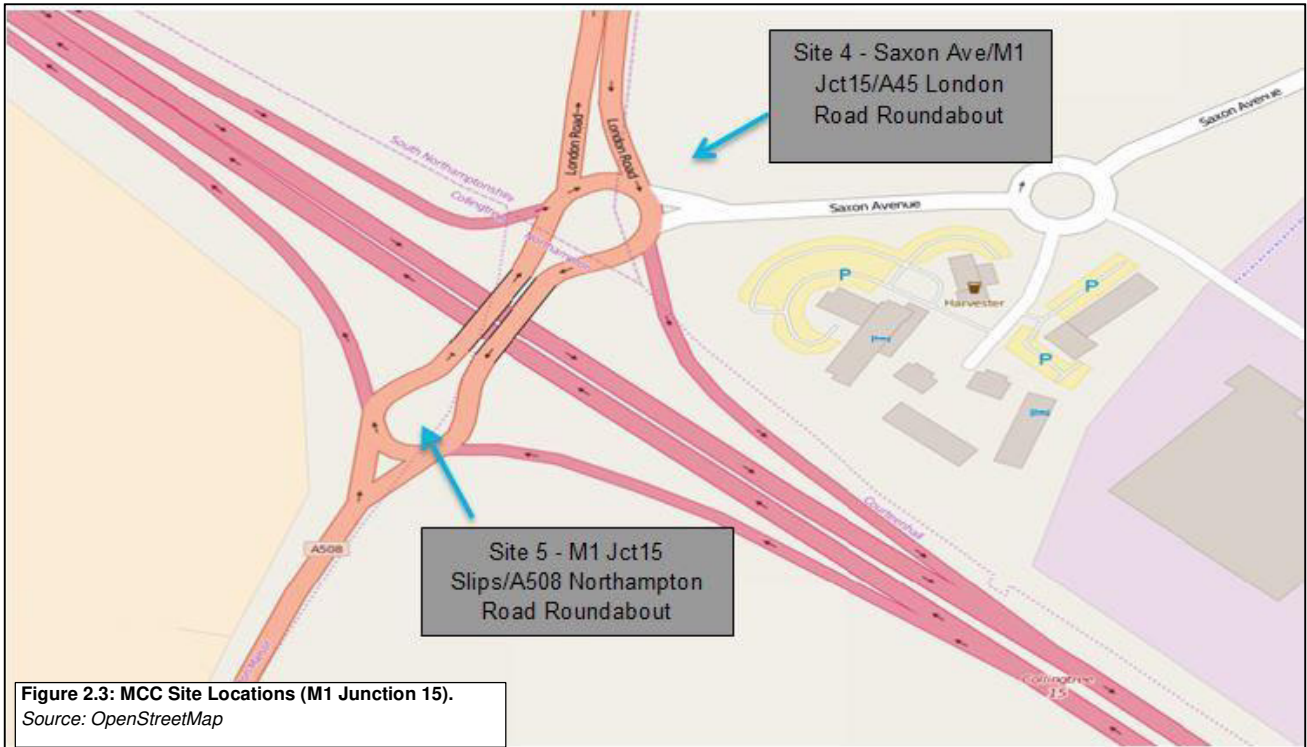 Site 4 - Saxon Ave/M1
Jct15/A45 London
Road Roundabout
Saxon Avenue
London Road
London Road
South Northamptonshire
Collingtree
Northampton
Saxon Avenue
P
Harvester
P
P
Courteenhall
A508
Site 5 - M1 Jct15
Slips/A508 Northampton
Road Roundabout
Collingtree
15
Figure 2.3: MCC Site Locations (M1 Junction 15).
Source: OpenStreetMap